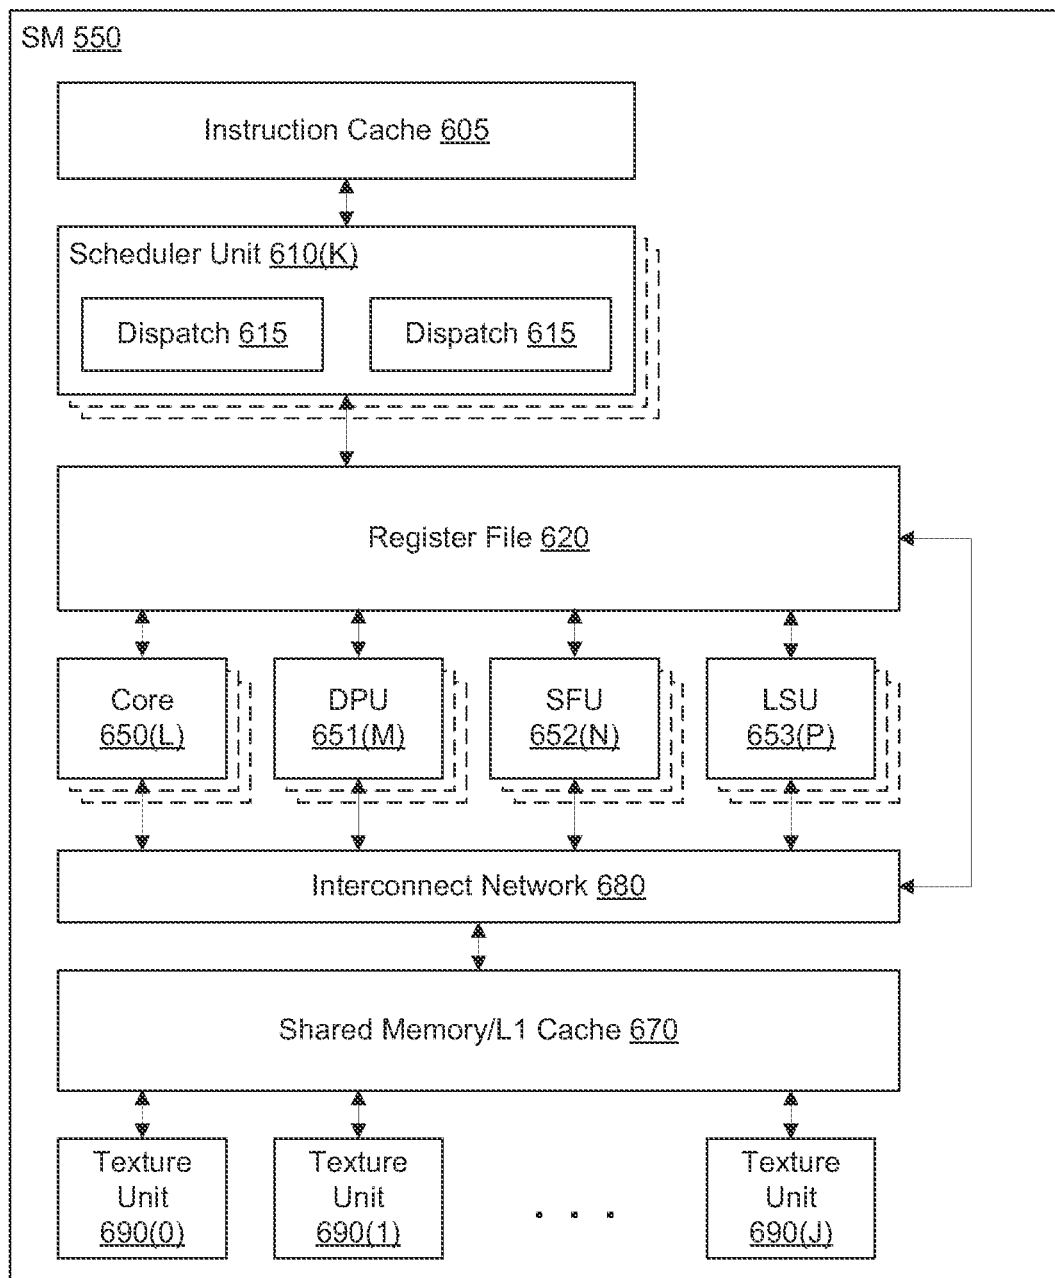 SM 550
Instruction Cache 605
Scheduler Unit 610(K)
Dispatch 615
Dispatch 615
Register File 620
Core
650(L)
DPU
651(M)
SFU
652(N)
LSU
653(P)
Interconnect Network 680
Shared Memory/L1 Cache 670
Texture
Unit
690(0)
Texture
Unit
690(1)
. . .
Texture
Unit
690(J)